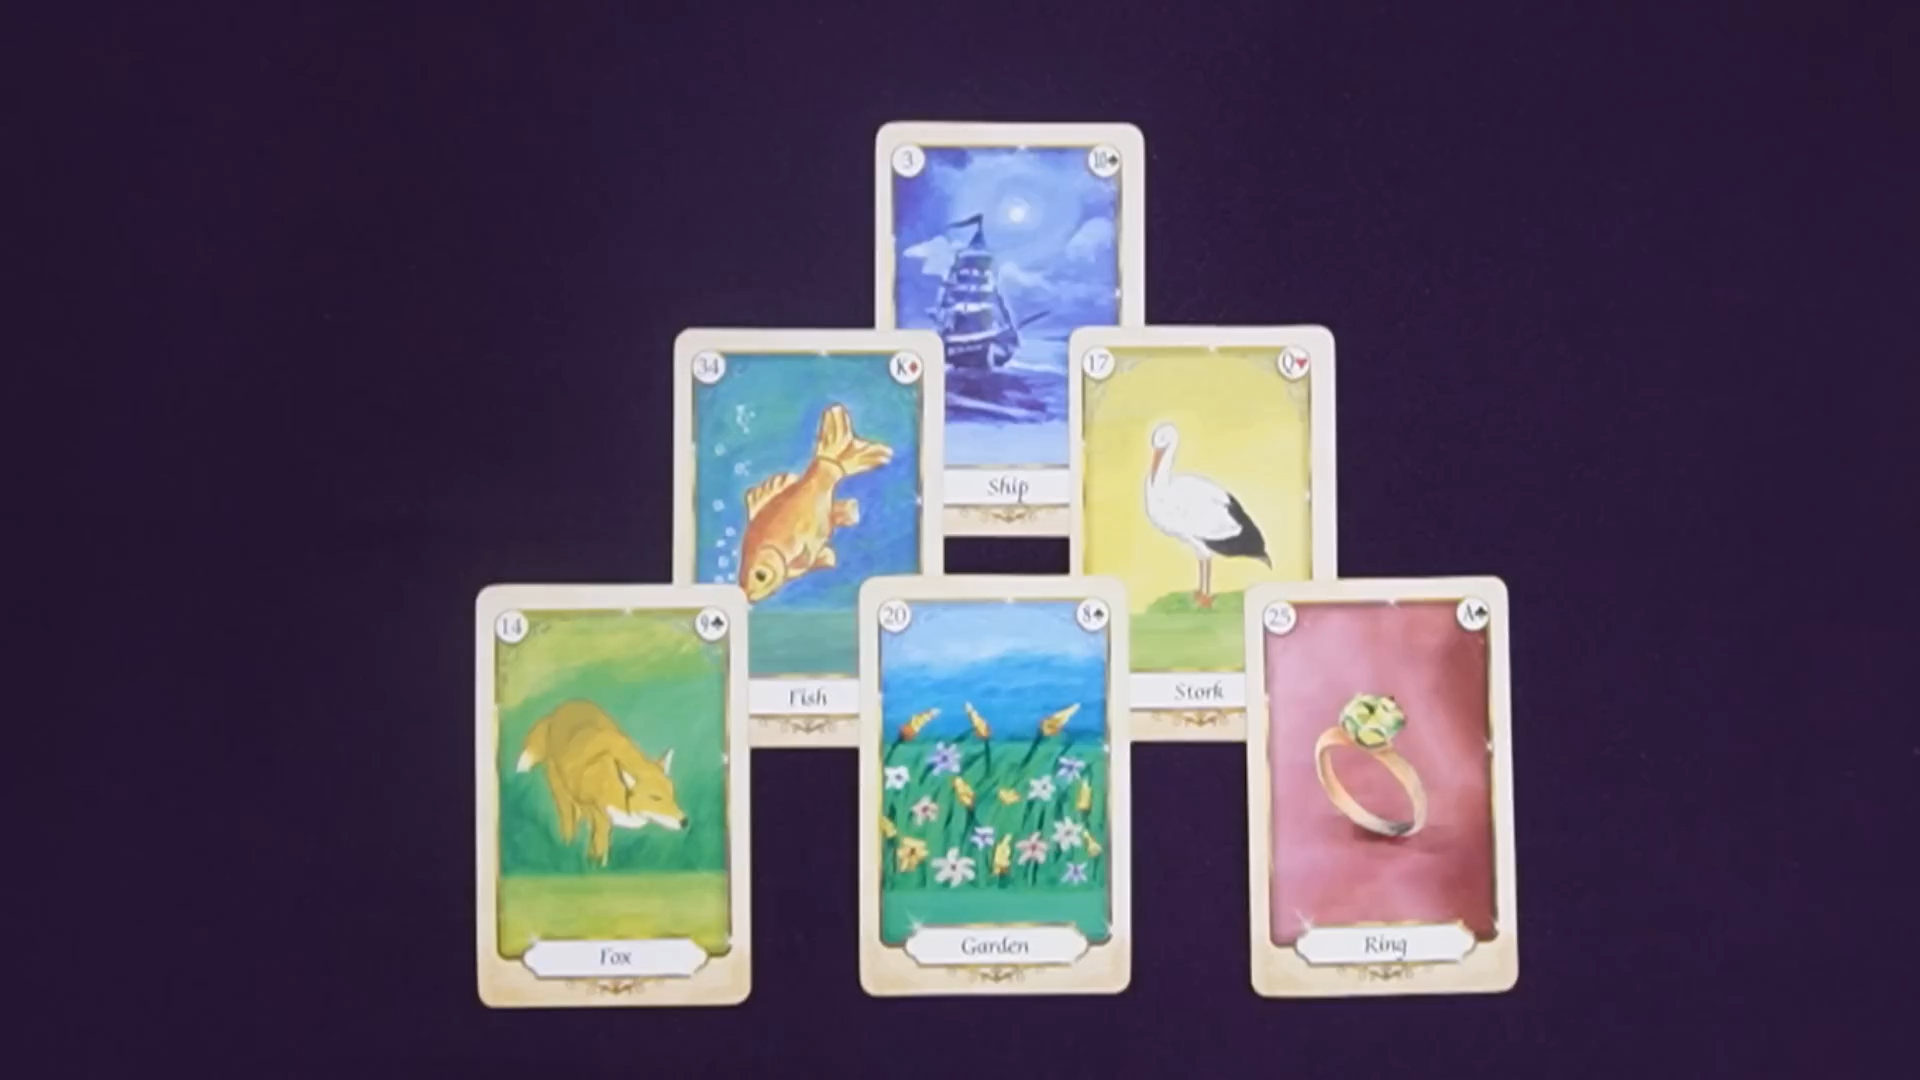 3 10♠
Ship
34 K♦
17 Q♥
Fish
Stork
14 9♣
20 8♠
25 A♣
Fox
Garden
Ring